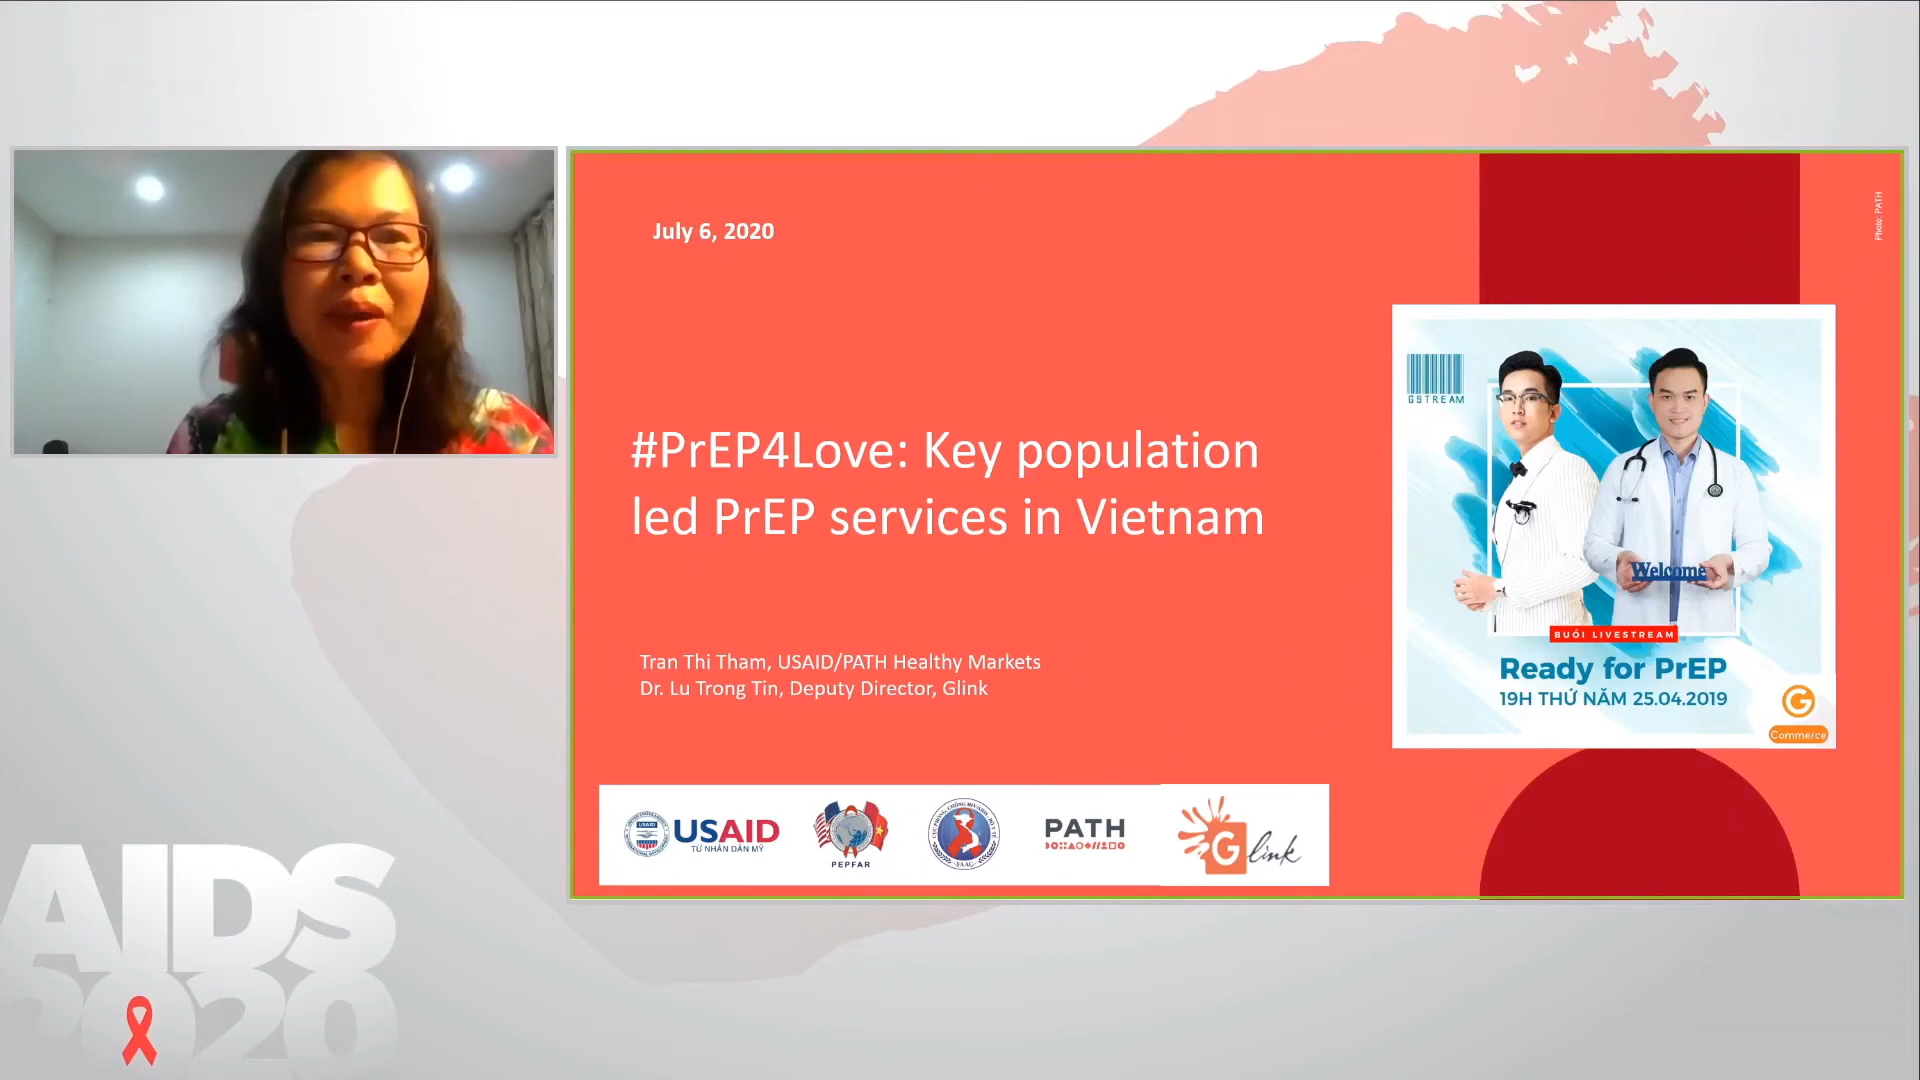 July 6, 2020
Photo: PATH
#PrEP4Love: Key population
led PrEP services in Vietnam
Tran Thi Tham, USAID/PATH Healthy Markets
Dr. Lu Trong Tin, Deputy Director, Glink
GSTREAM
Welcome
BUỔI LIVESTREAM
Ready for PrEP
19H THỨ NĂM 25.04.2019
G
Commerce
USAID
TỪ NHÂN DÂN MỸ
PEPFAR
VAAC
PATH
G link
AIDS
2020